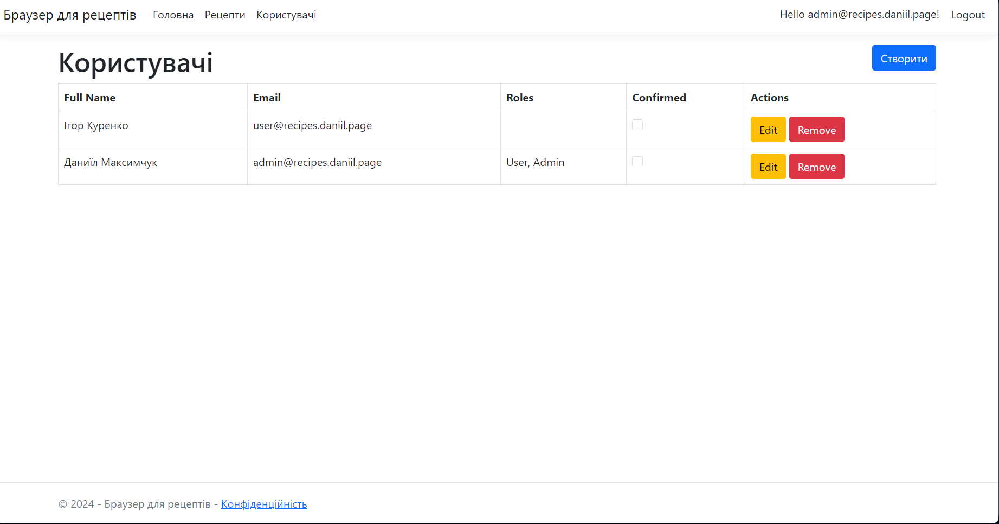 Браузер для рецептів Головна Рецепти Користувачі Hello admin@recipes.daniil.page! Logout
Користувачі Створити
Full Name Email Roles Confirmed Actions
Ігор Куренко user@recipes.daniil.page Edit Remove
Даниїл Максимчук admin@recipes.daniil.page User, Admin Edit Remove
© 2024 - Браузер для рецептів - Конфіденційність